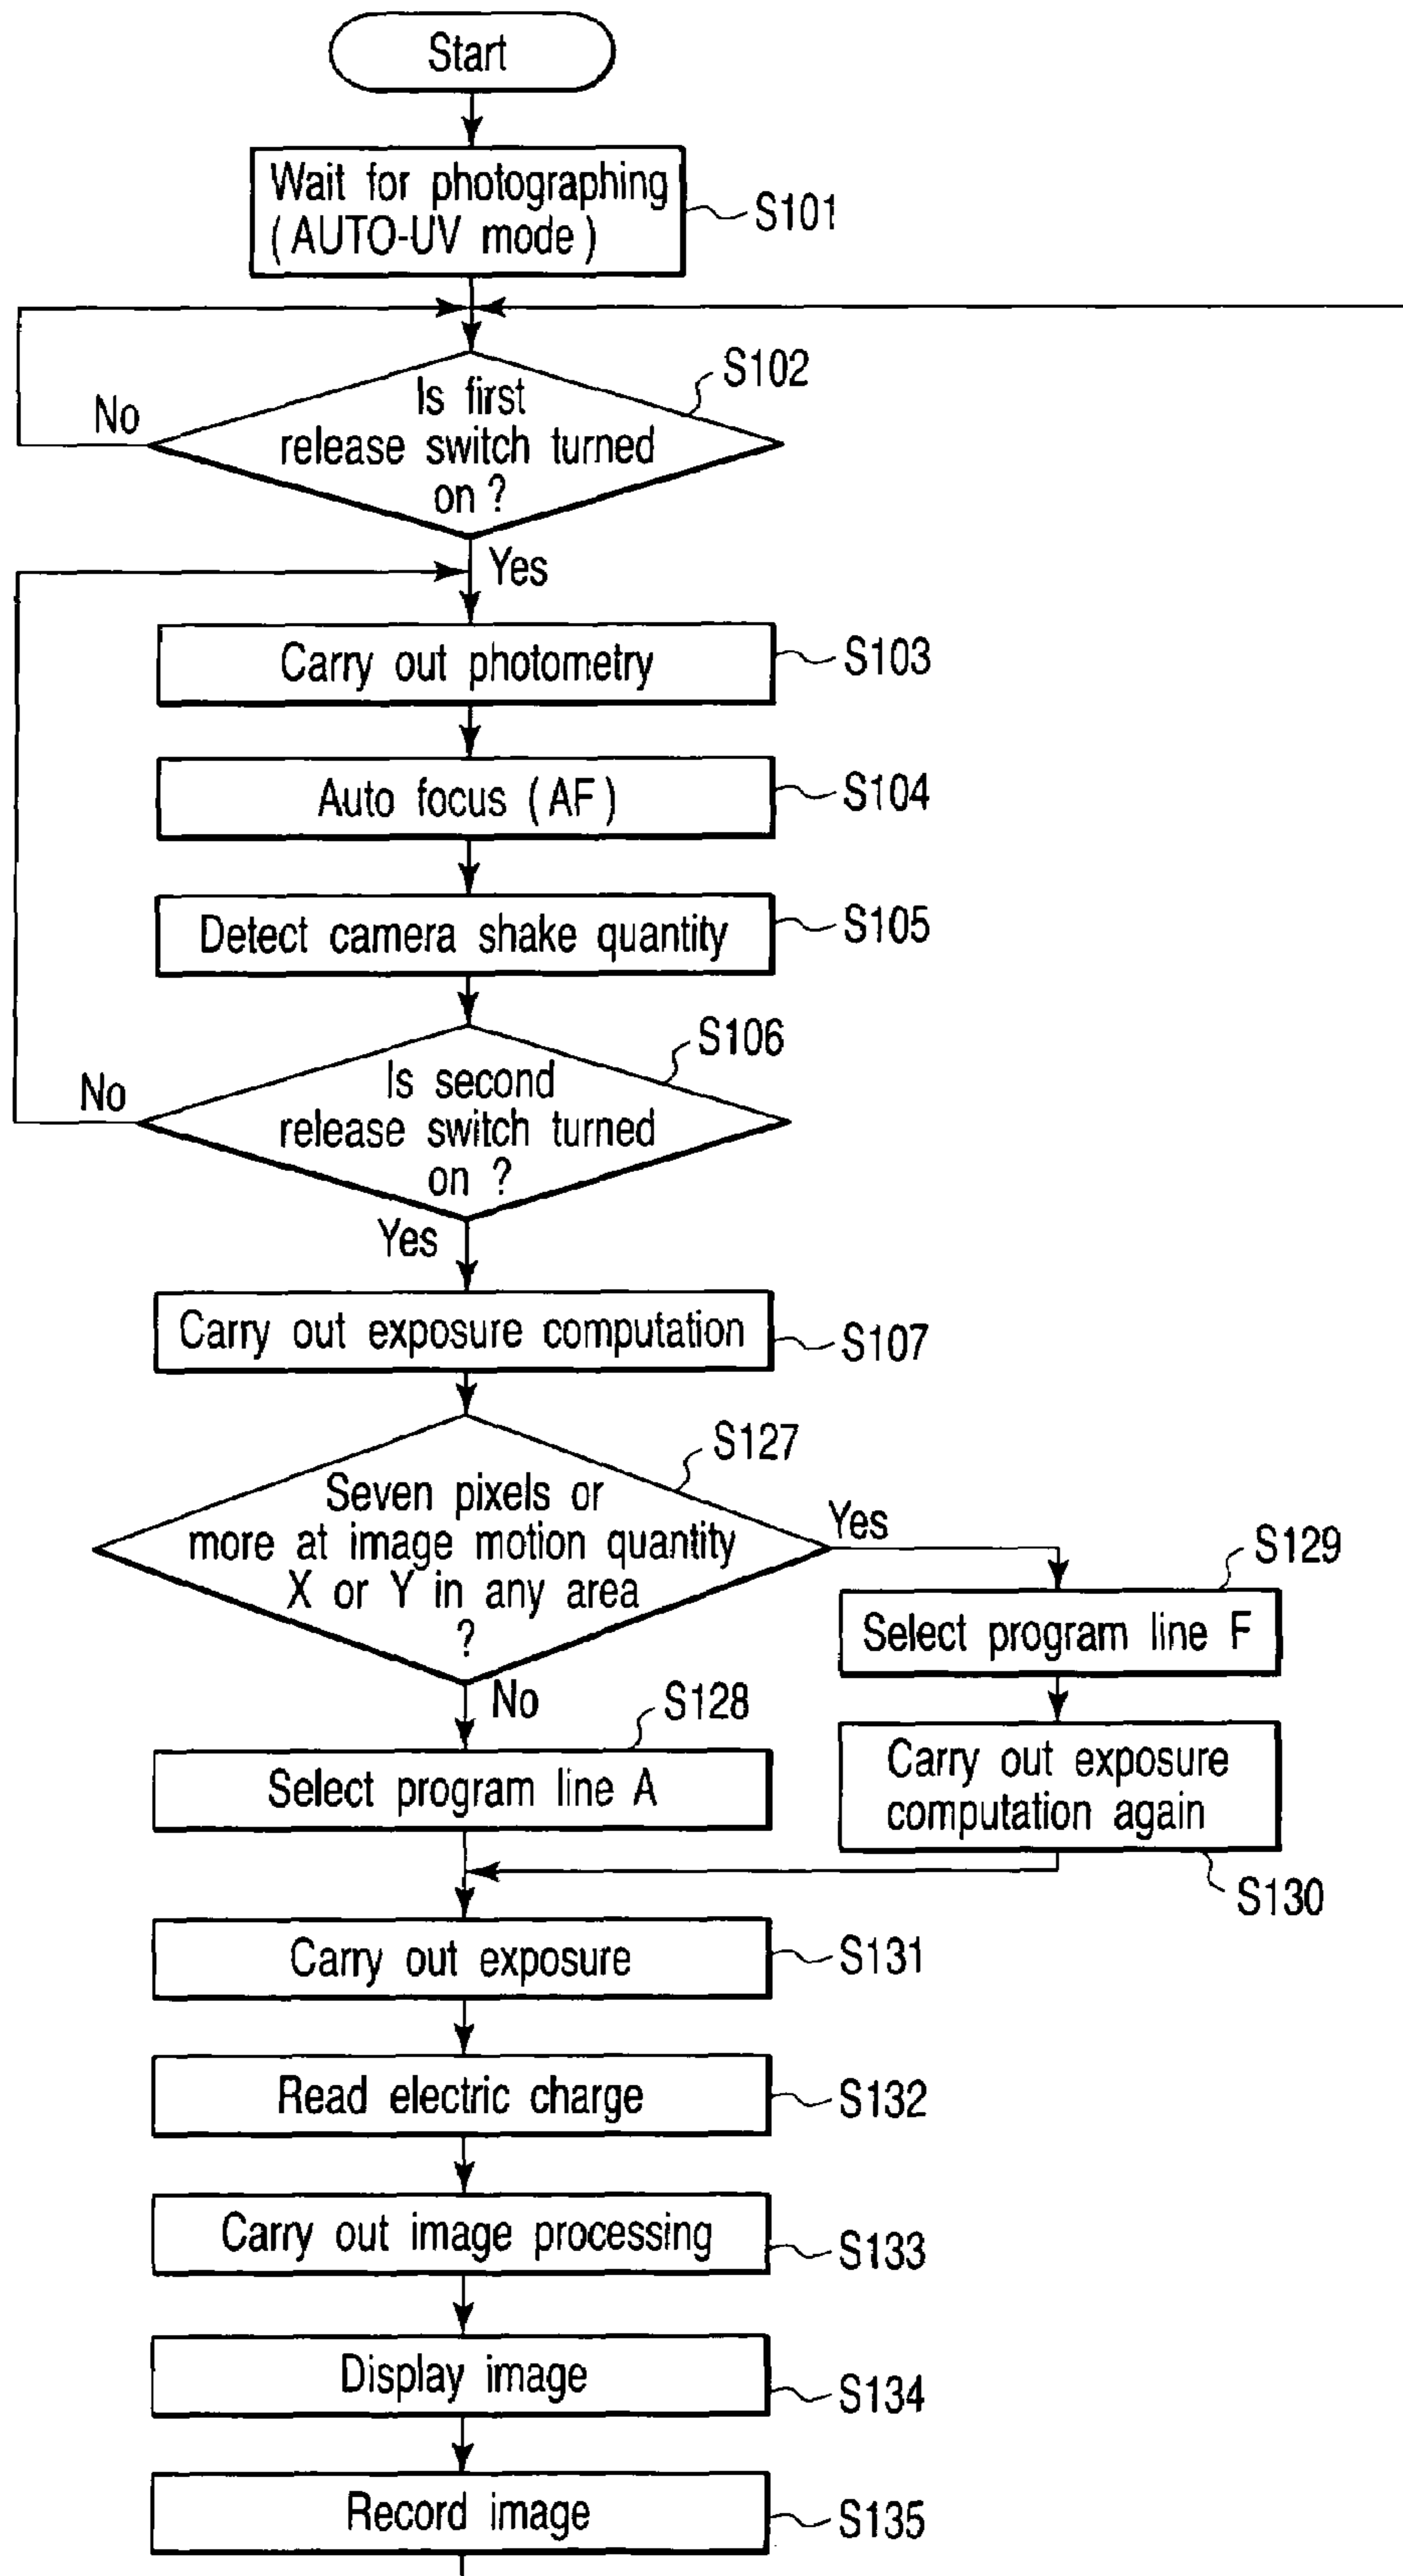 Start
Wait for photographing
(AUTO-UV mode)
S101
S102
Is first
release switch turned
on ?
No
Yes
Carry out photometry
S103
Auto focus (AF)
S104
Detect camera shake quantity
S105
S106
Is second
release switch turned
on ?
No
Yes
Carry out exposure computation
S107
S127
Seven pixels or
more at image motion quantity
X or Y in any area
?
Yes
S129
Select program line F
No
S128
Select program line A
Carry out exposure
computation again
S130
Carry out exposure
S131
Read electric charge
S132
Carry out image processing
S133
Display image
S134
Record image
S135